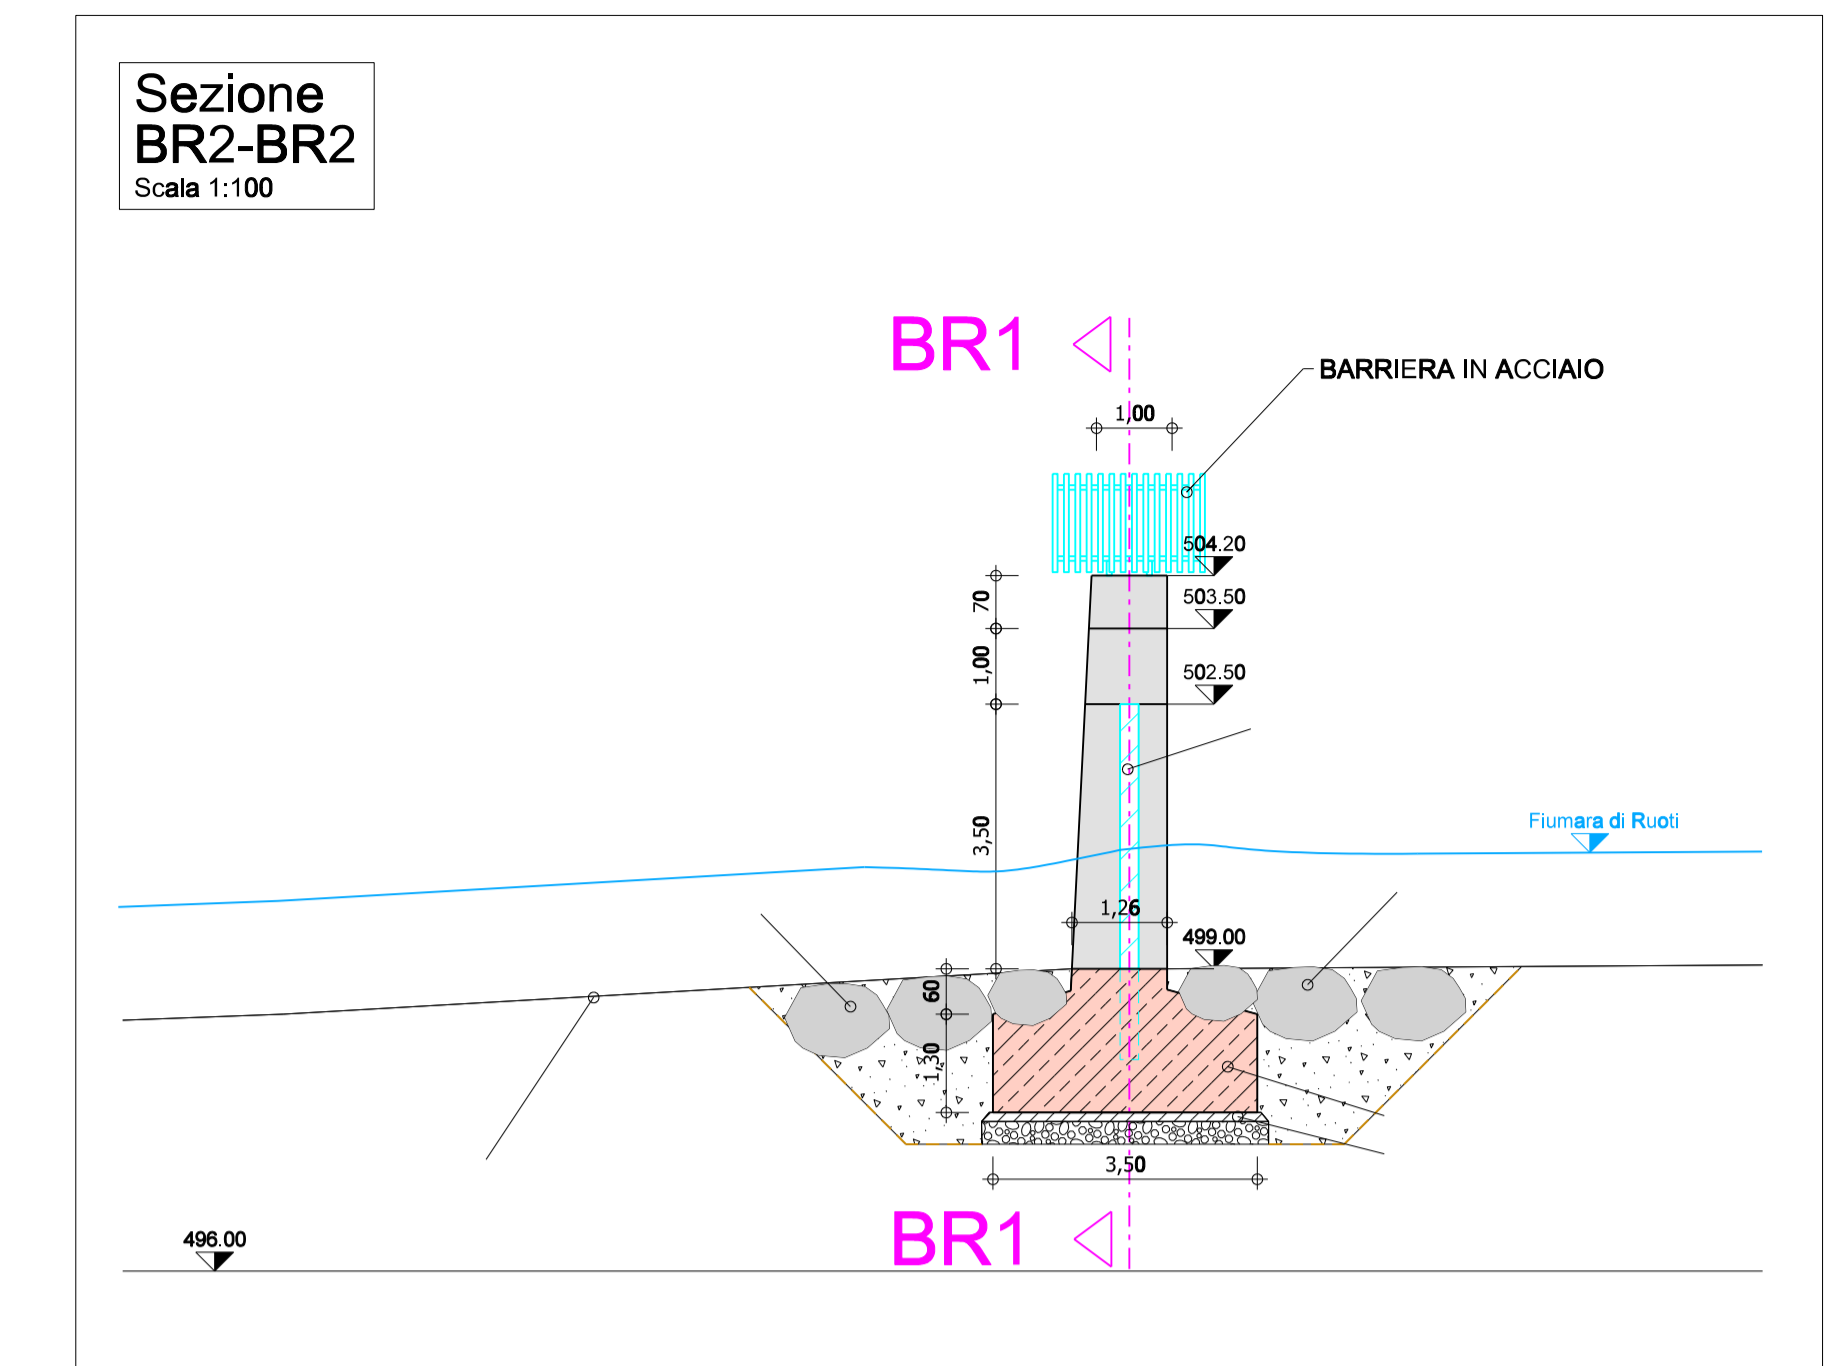 Sezione
BR2-BR2
Scala 1:100
BR1
BARRIERA IN ACCIAIO
1,00
504.20
70
503.50
1,00
502.50
3,50
Fiumara di Ruoti
1,26
499.00
60
1,30
3,50
BR1
496.00